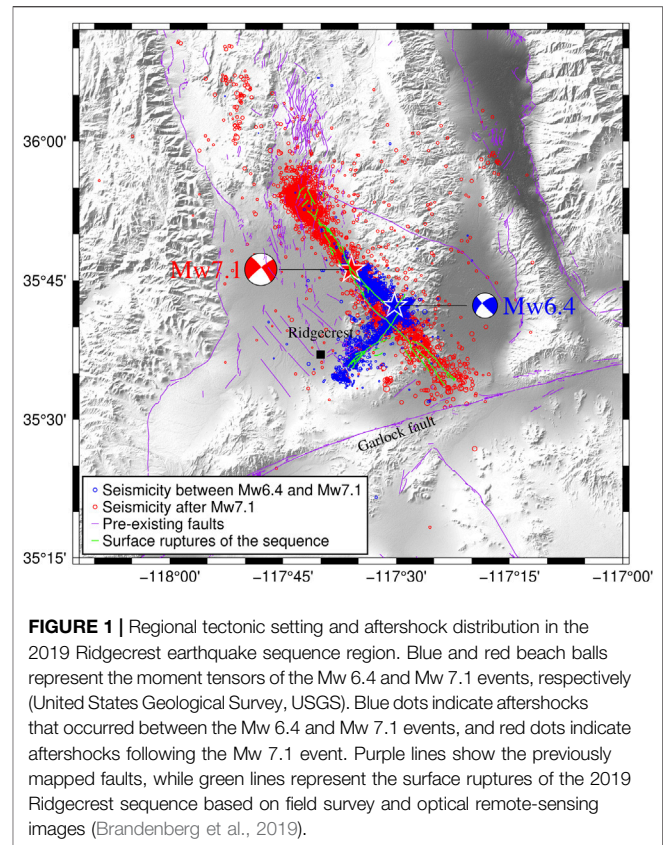 36°00'
Mw7.1
35°45'
Mw6.4
Ridgecrest
35°30'
Garlock fault
Seismicity between Mw6.4 and Mw7.1
Seismicity after Mw7.1
Pre-existing faults
Surface ruptures of the sequence
35°15'
−118°00' −117°45' −117°30' −117°15' −117°00'
FIGURE 1 | Regional tectonic setting and aftershock distribution in the
2019 Ridgecrest earthquake sequence region. Blue and red beach balls
represent the moment tensors of the Mw 6.4 and Mw 7.1 events, respectively
(United States Geological Survey, USGS). Blue dots indicate aftershocks
that occurred between the Mw 6.4 and Mw 7.1 events, and red dots indicate
aftershocks following the Mw 7.1 event. Purple lines show the previously
mapped faults, while green lines represent the surface ruptures of the 2019
Ridgecrest sequence based on field survey and optical remote-sensing
images (Brandenberg et al., 2019).